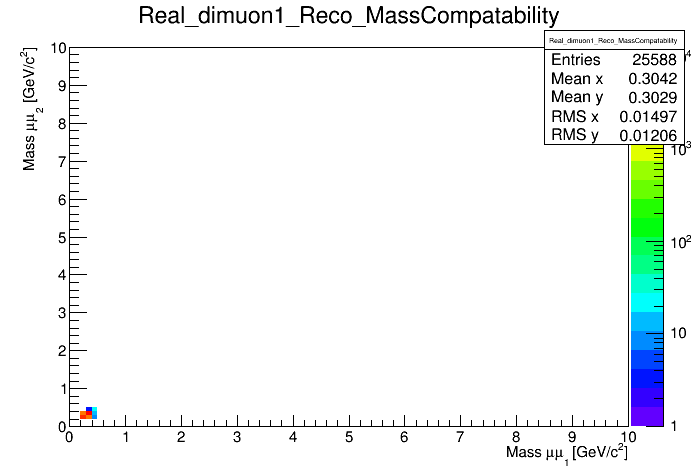 Real_dimuon1_Reco_MassCompatability
Real_dimuon1_Reco_MassCompatability
Entries 25588
Mean x 0.3042
Mean y 0.3029
RMS x 0.01497
RMS y 0.01206
Mass μμ₂ [GeV/c²]
10
9
8
7
6
5
4
3
2
1
0
0 1 2 3 4 5 6 7 8 9 10
Mass μμ₁ [GeV/c²]
10³
10²
10
1